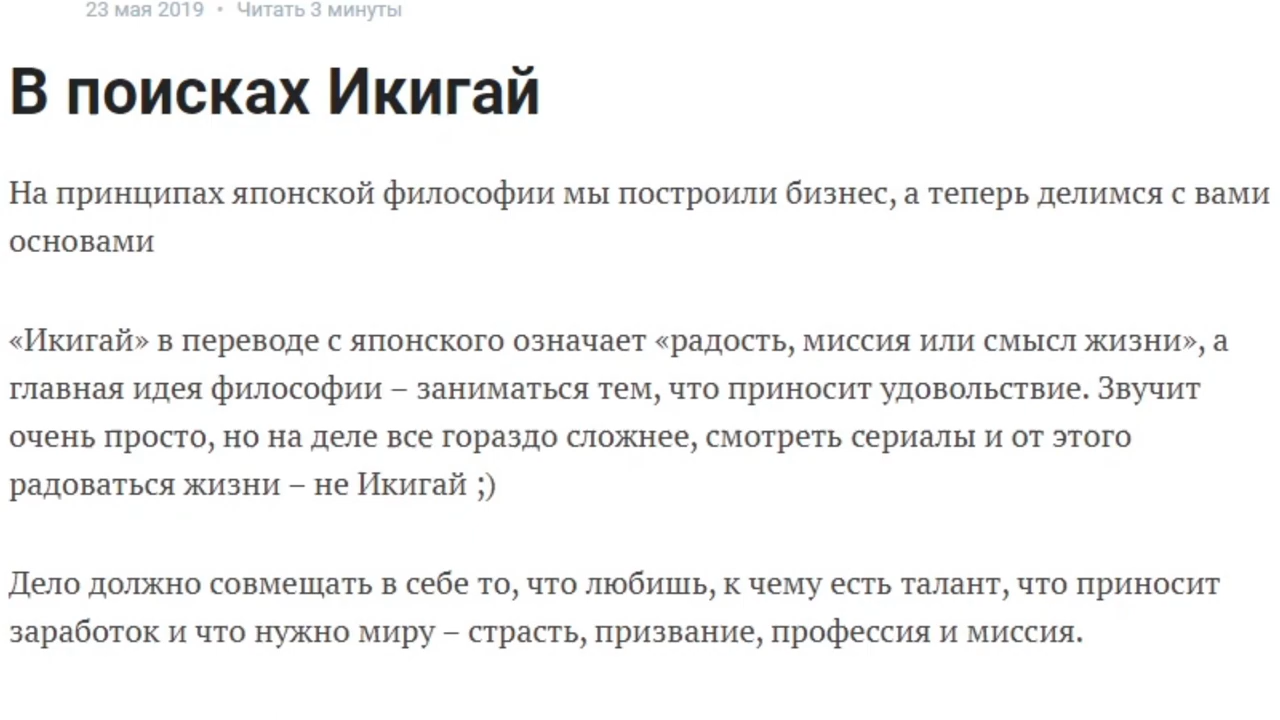 23 мая 2019 • Читать 3 минуты
В поисках Икигай
На принципах японской философии мы построили бизнес, а теперь делимся с вами
основами
«Икигай» в переводе с японского означает «радость, миссия или смысл жизни», а
главная идея философии – заниматься тем, что приносит удовольствие. Звучит
очень просто, но на деле все гораздо сложнее, смотреть сериалы и от этого
радоваться жизни – не Икигай ;)
Дело должно совмещать в себе то, что любишь, к чему есть талант, что приносит
заработок и что нужно миру – страсть, призвание, профессия и миссия.